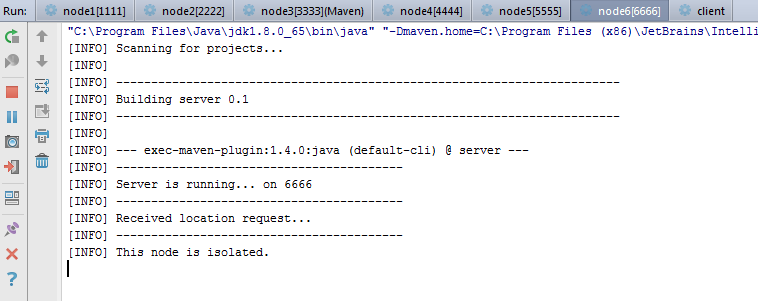 Run: node1[1111] node2[2222] node3[3333](Maven) node4[4444] node5[5555] node6[6666] client
"C:\Program Files\Java\jdk1.8.0_65\bin\java" "-Dmaven.home=C:\Program Files (x86)\JetBrains\Intelli
[INFO] Scanning for projects...
[INFO]
[INFO] ------------------------------------------------------------------------
[INFO] Building server 0.1
[INFO] ------------------------------------------------------------------------
[INFO]
[INFO] --- exec-maven-plugin:1.4.0:java (default-cli) @ server ---
[INFO] -----------------------------------------
[INFO] Server is running... on 6666
[INFO] -----------------------------------------
[INFO] Received location request...
[INFO] -----------------------------------------
[INFO] This node is isolated.